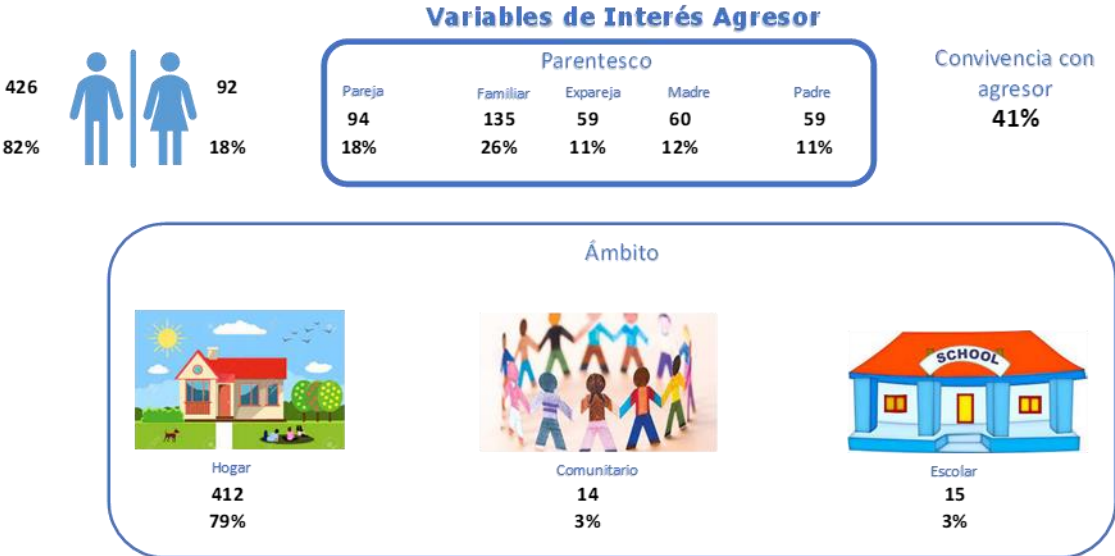 Variables de Interés Agresor
426
82%
92
18%
Parentesco
Pareja Familiar Expareja Madre Padre
94 135 59 60 59
18% 26% 11% 12% 11%
Convivencia con
agresor
41%
Ámbito
SCHOOL
Hogar Comunitario Escolar
412 14 15
79% 3% 3%